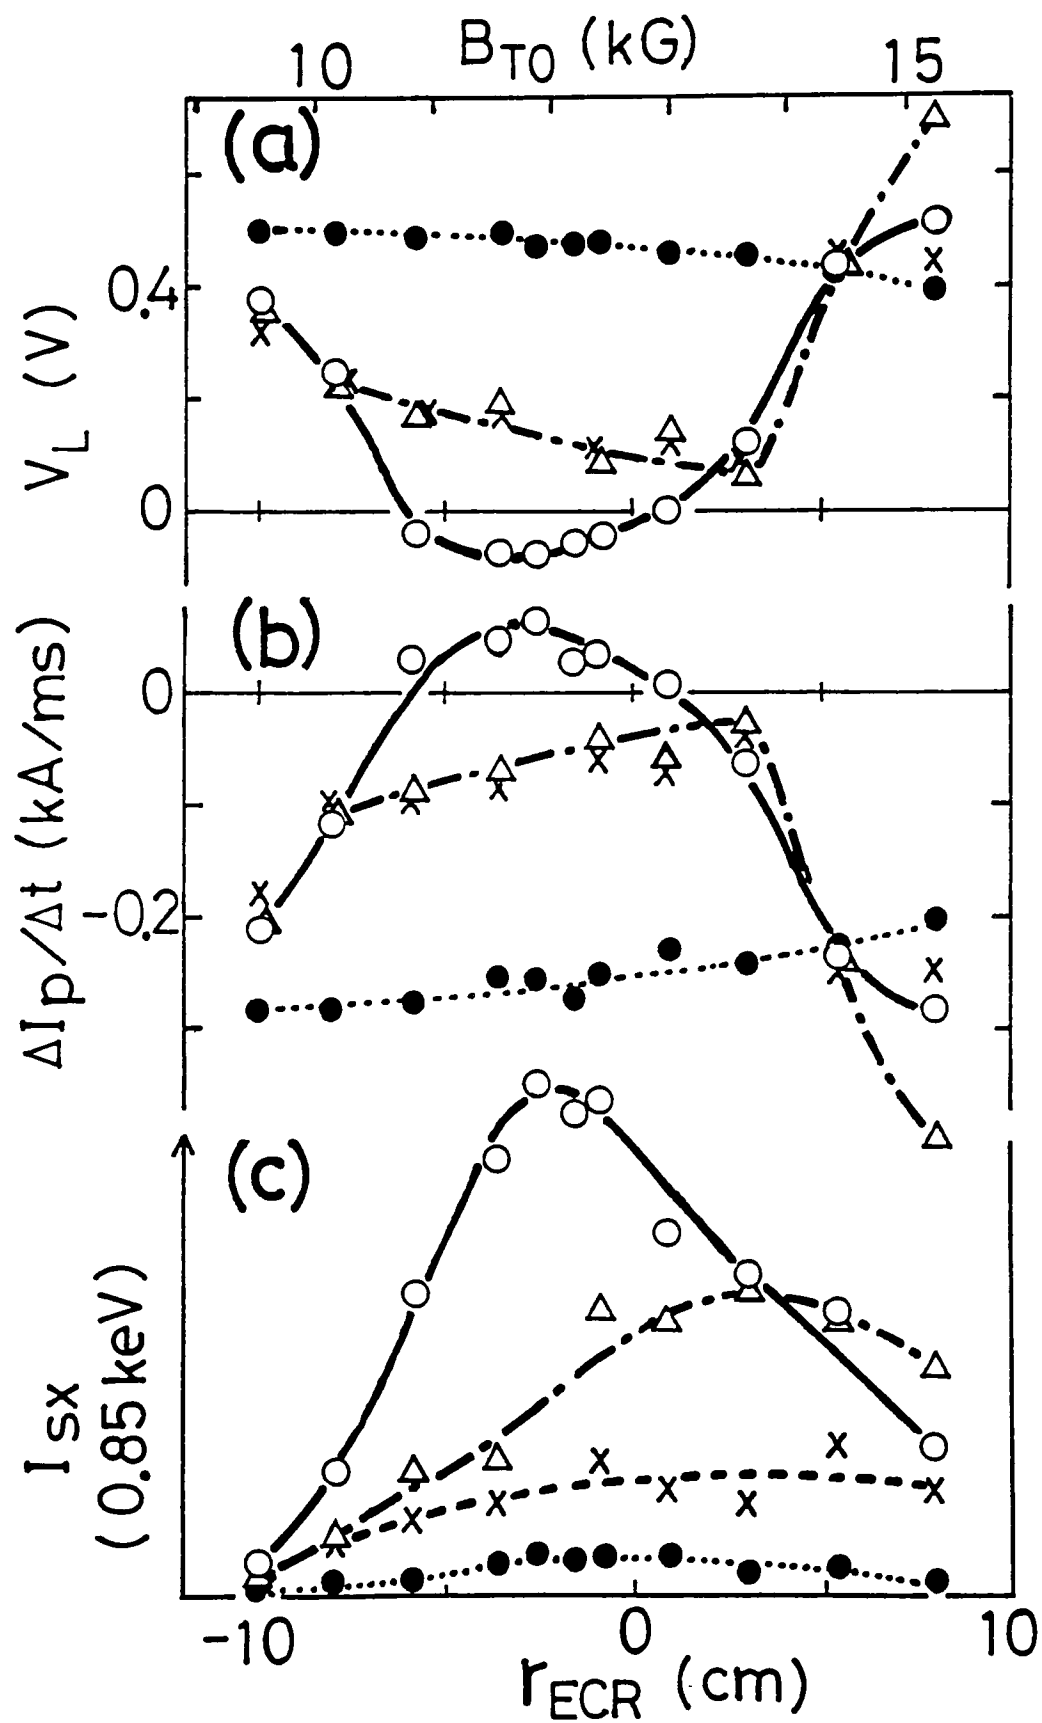 B_T0 (kG)
10 15
(a)
0.4
0
V_L (V)
(b)
0
-0.2
ΔIp/Δt (kA/ms)
(c)
I_SX
(0.85 keV)
-10 0 10
r_ECR (cm)